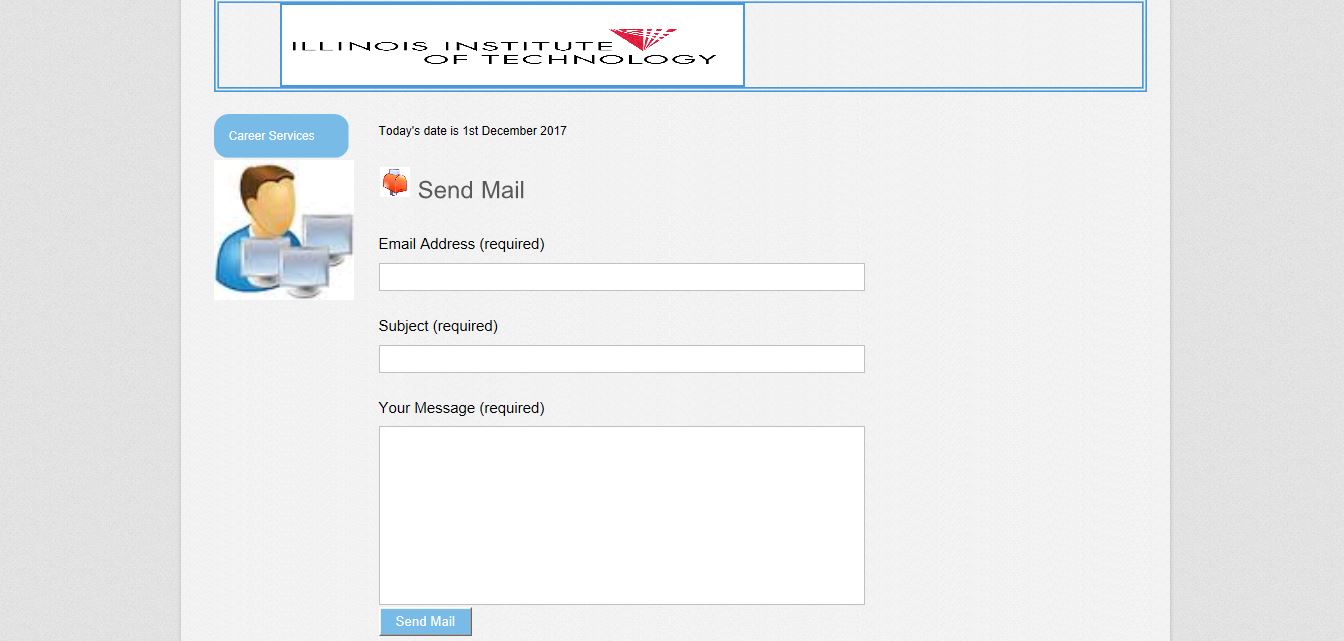 ILLINOIS INSTITUTE
OF TECHNOLOGY
Career Services
Today's date is 1st December 2017
Send Mail
Email Address (required)
Subject (required)
Your Message (required)
Send Mail